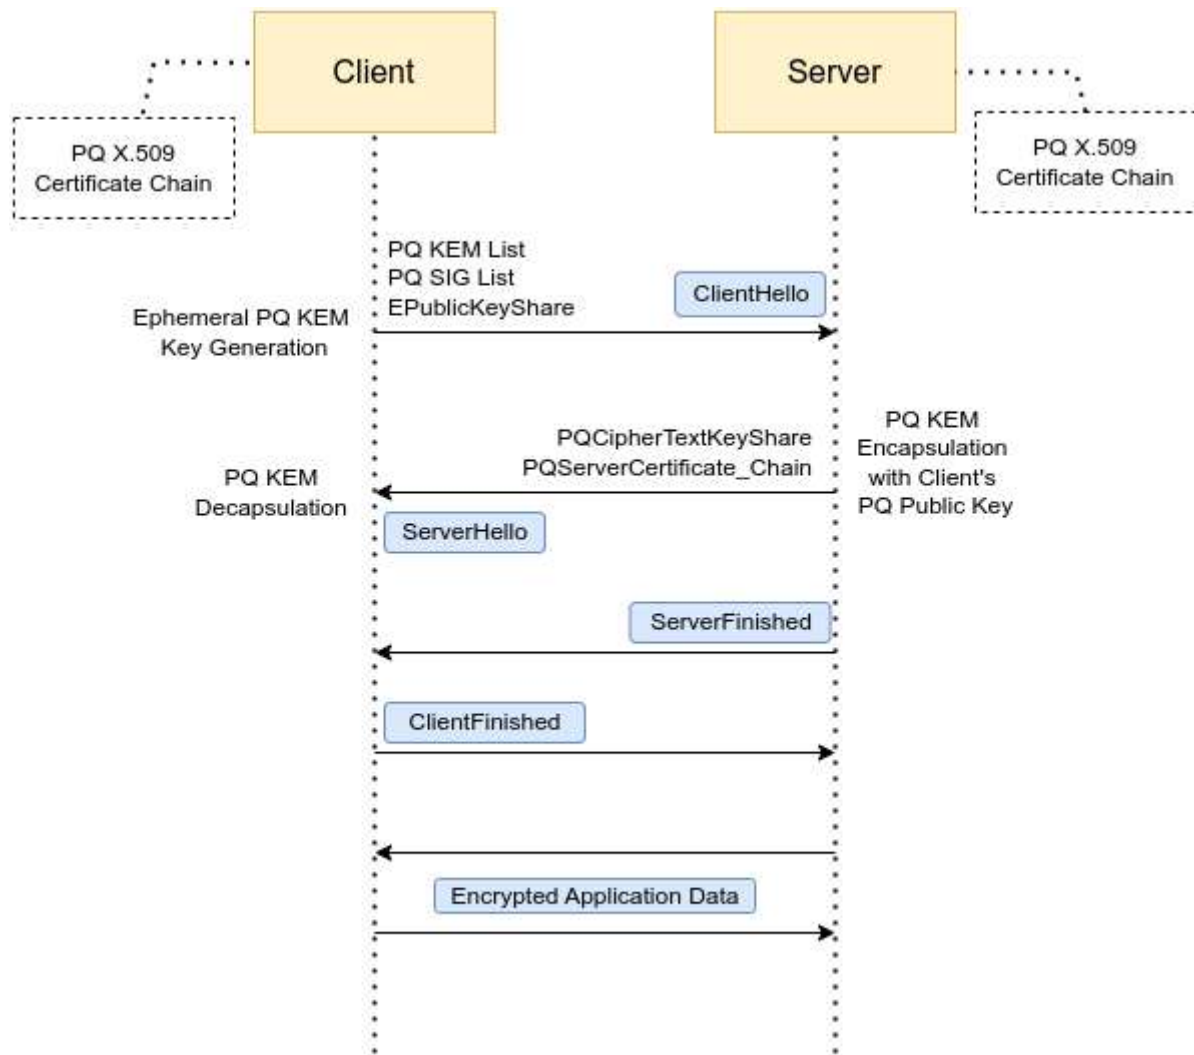 Client
Server
PQ X.509
Certificate Chain
PQ X.509
Certificate Chain
PQ KEM List
PQ SIG List
EPublicKeyShare
ClientHello
Ephemeral PQ KEM
Key Generation
PQCipherTextKeyShare
PQServerCertificate_Chain
PQ KEM
Encapsulation
with Client's
PQ Public Key
PQ KEM
Decapsulation
ServerHello
ServerFinished
ClientFinished
Encrypted Application Data